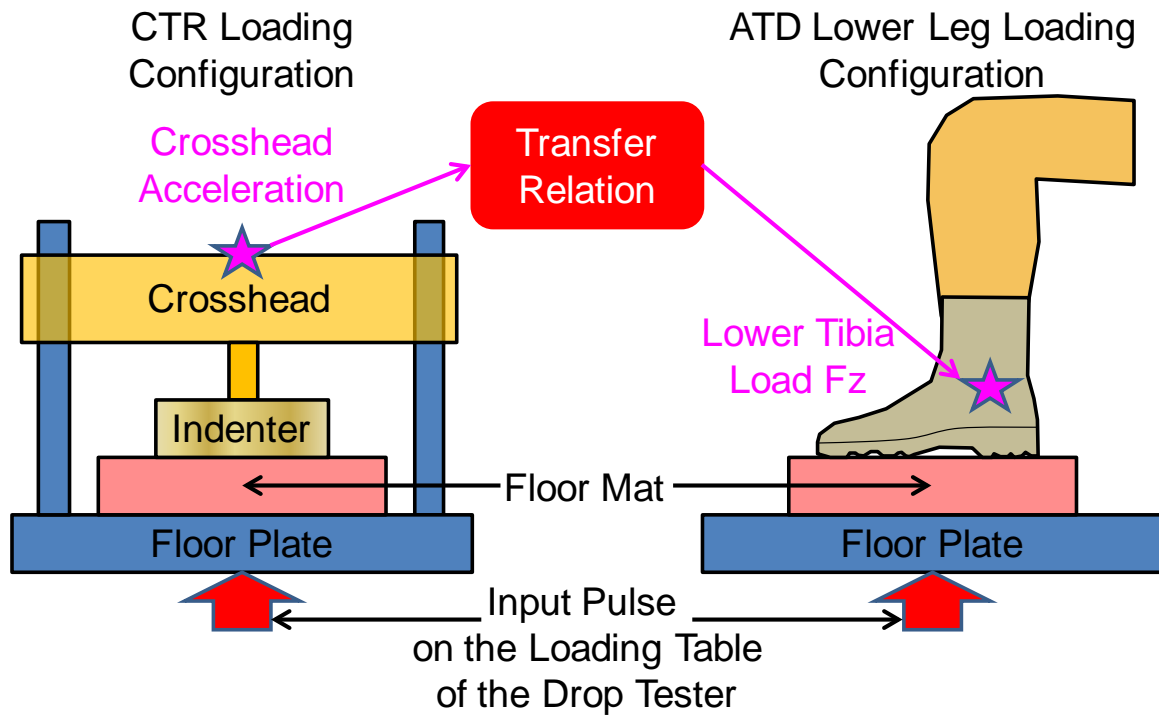 CTR Loading
Configuration
ATD Lower Leg Loading
Configuration
Crosshead
Acceleration
Transfer
Relation
Crosshead
Lower Tibia
Load Fz
Indenter
Floor Mat
Floor Plate
Floor Plate
Input Pulse
on the Loading Table
of the Drop Tester